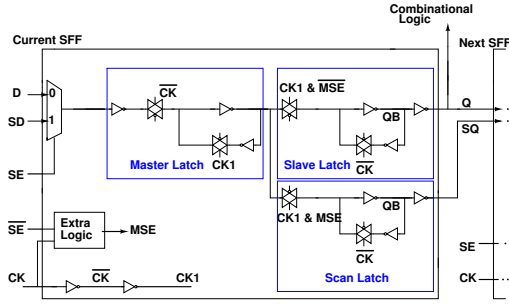 Combinational
Logic
Current SFF
Next SFF
D
0
CK
CK1 & MSE
Q
SD
1
QB
SQ
SE
Master Latch
CK1
Slave Latch
CK
SE
Extra
Logic
MSE
CK1 & MSE
QB
SE
CK
CK
CK
CK1
Scan Latch
CK